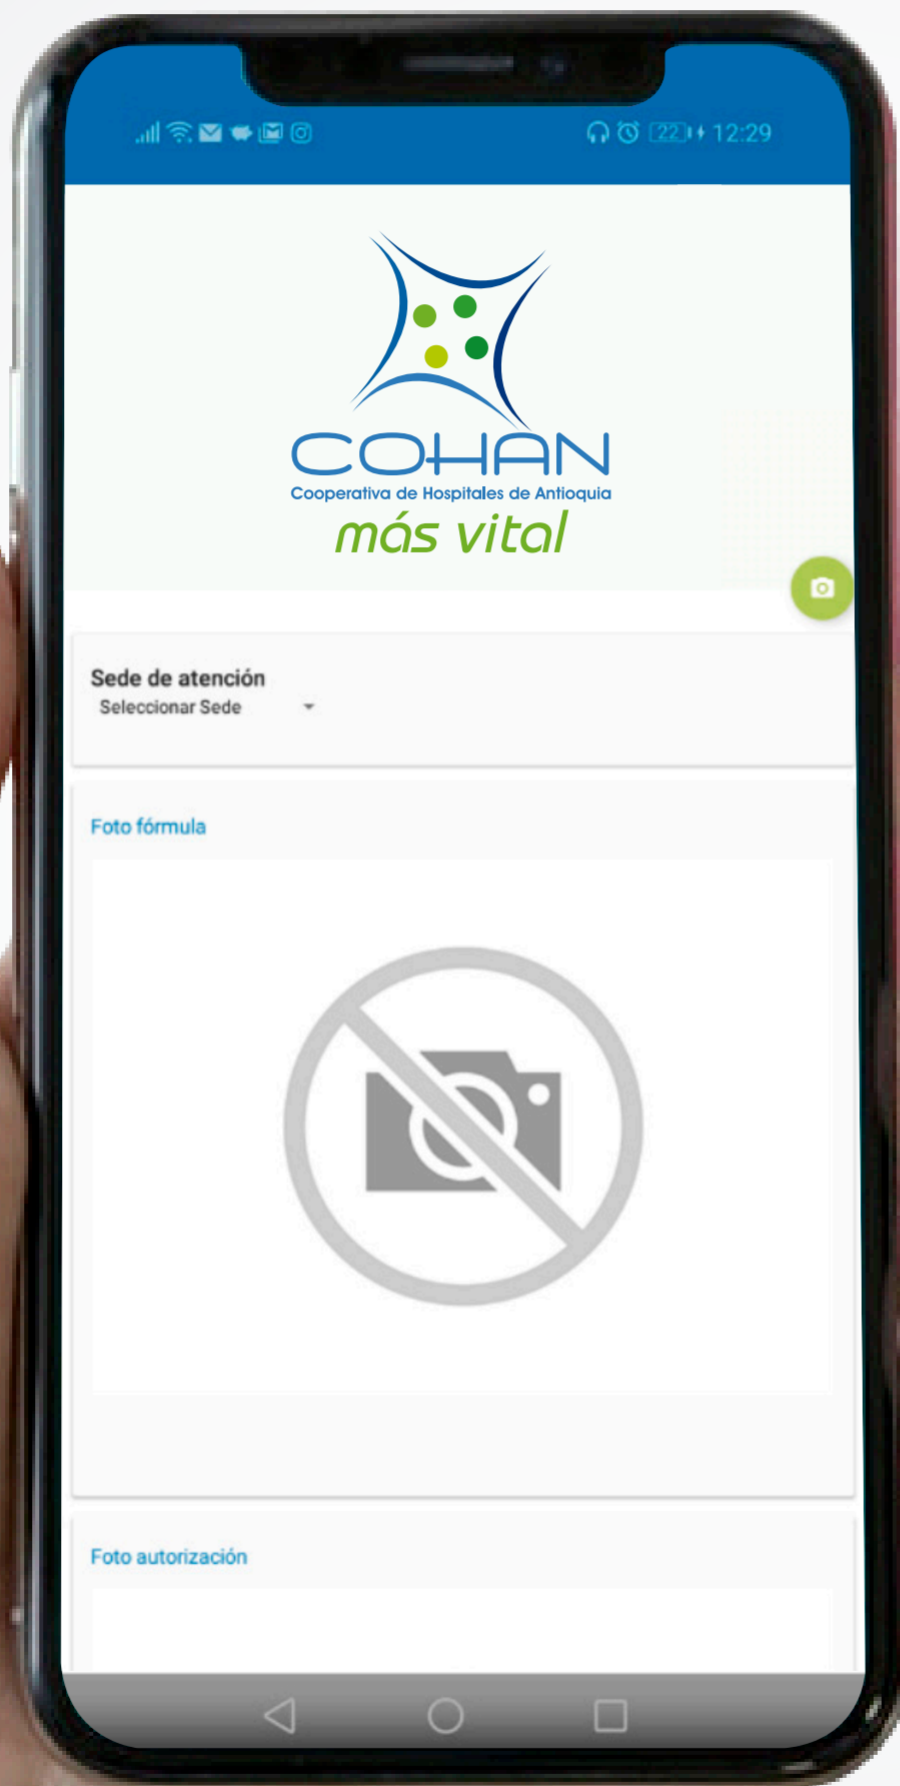 22 12:29
COHAN
Cooperativa de Hospitales de Antioquia
más vital
Sede de atención
Seleccionar Sede
Foto fórmula
Foto autorización